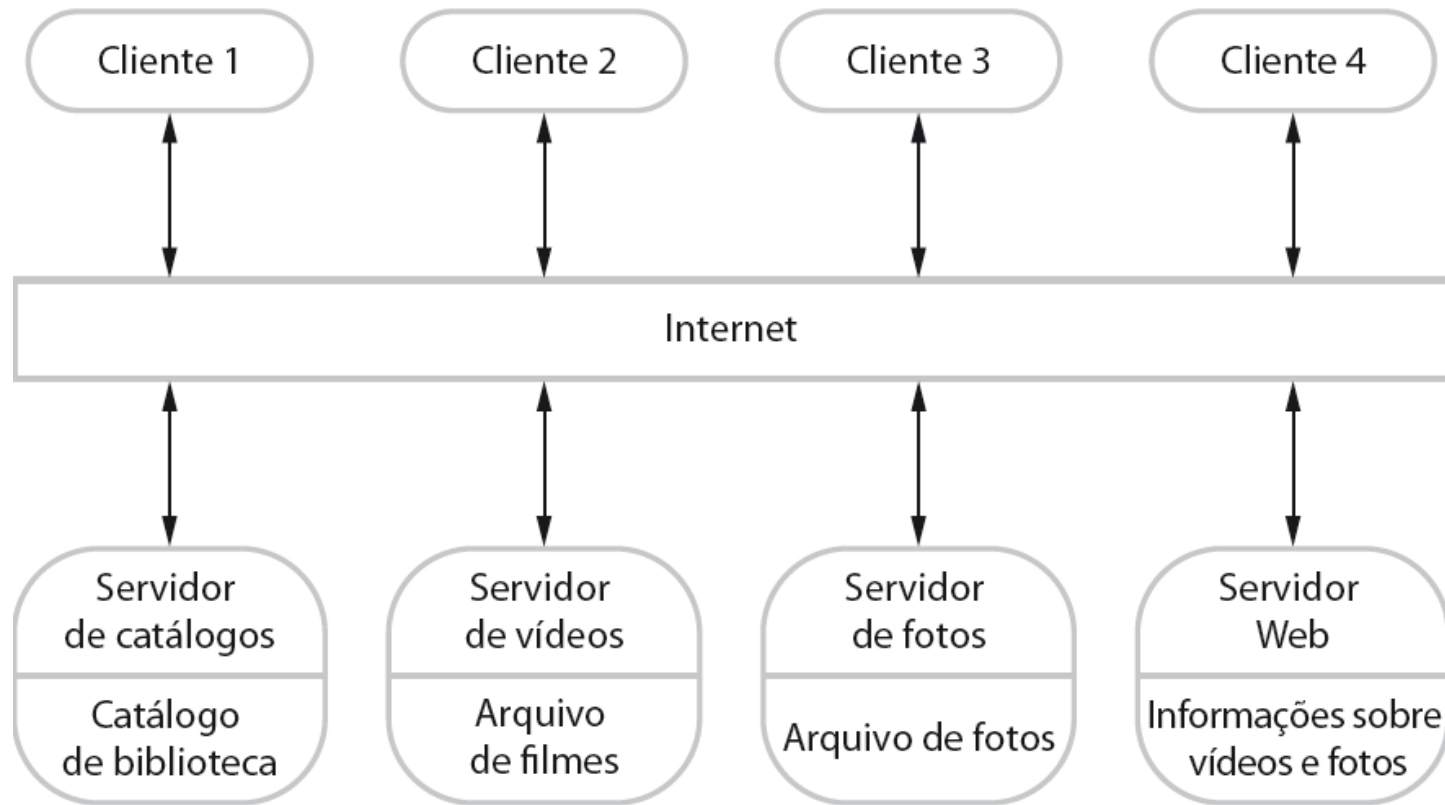 Cliente 1
Cliente 2
Cliente 3
Cliente 4
Internet
Servidor
de catálogos
Catálogo
de biblioteca
Servidor
de vídeos
Arquivo
de filmes
Servidor
de fotos
Arquivo de fotos
Servidor
Web
Informações sobre
vídeos e fotos